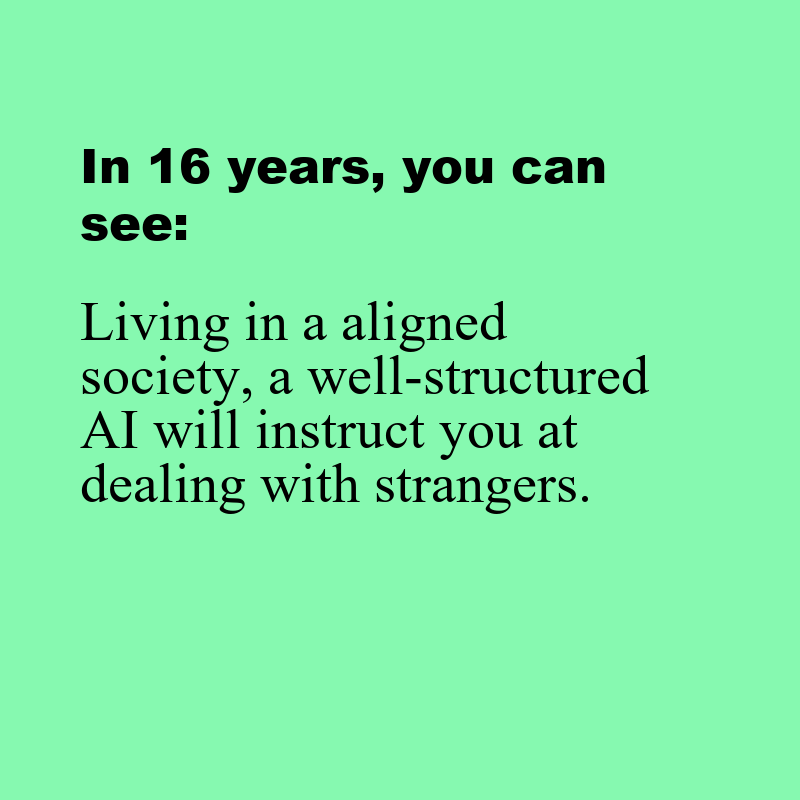 In 16 years, you can
see:
Living in a aligned
society, a well-structured
AI will instruct you at
dealing with strangers.